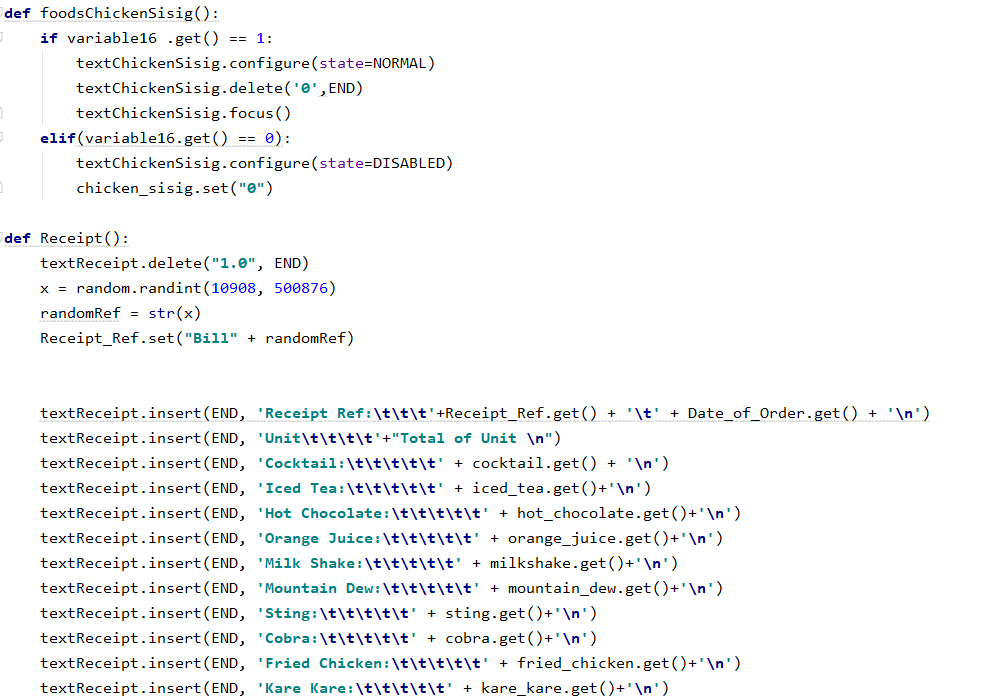 def foodsChickenSisig():
    if variable16 .get() == 1:
        textChickenSisig.configure(state=NORMAL)
        textChickenSisig.delete('0',END)
        textChickenSisig.focus()
    elif(variable16.get() == 0):
        textChickenSisig.configure(state=DISABLED)
        chicken_sisig.set("0")

def Receipt():
    textReceipt.delete("1.0", END)
    x = random.randint(10908, 500876)
    randomRef = str(x)
    Receipt_Ref.set("Bill" + randomRef)


    textReceipt.insert(END, 'Receipt Ref:\t\t\t'+Receipt_Ref.get() + '\t' + Date_of_Order.get() + '\n')
    textReceipt.insert(END, 'Unit\t\t\t\t'+"Total of Unit \n")
    textReceipt.insert(END, 'Cocktail:\t\t\t\t\t' + cocktail.get() + '\n')
    textReceipt.insert(END, 'Iced Tea:\t\t\t\t\t' + iced_tea.get()+'\n')
    textReceipt.insert(END, 'Hot Chocolate:\t\t\t\t\t' + hot_chocolate.get()+'\n')
    textReceipt.insert(END, 'Orange Juice:\t\t\t\t\t' + orange_juice.get()+'\n')
    textReceipt.insert(END, 'Milk Shake:\t\t\t\t\t' + milkshake.get()+'\n')
    textReceipt.insert(END, 'Mountain Dew:\t\t\t\t\t' + mountain_dew.get()+'\n')
    textReceipt.insert(END, 'Sting:\t\t\t\t\t' + sting.get()+'\n')
    textReceipt.insert(END, 'Cobra:\t\t\t\t\t' + cobra.get()+'\n')
    textReceipt.insert(END, 'Fried Chicken:\t\t\t\t\t' + fried_chicken.get()+'\n')
    textReceipt.insert(END, 'Kare Kare:\t\t\t\t\t' + kare_kare.get()+'\n')